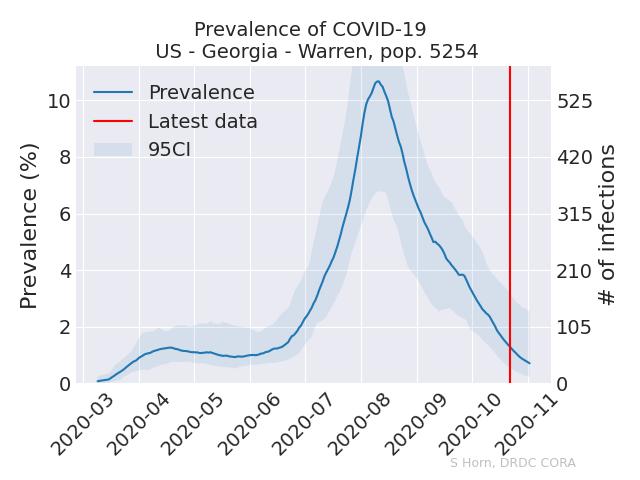 Prevalence of COVID-19
US - Georgia - Warren, pop. 5254
Prevalence
Latest data
95CI
Prevalence (%)
10
8
6
4
2
0
# of infections
525
420
315
210
105
0
2020-03
2020-04
2020-05
2020-06
2020-07
2020-08
2020-09
2020-10
2020-11
S Horn, DRDC CORA